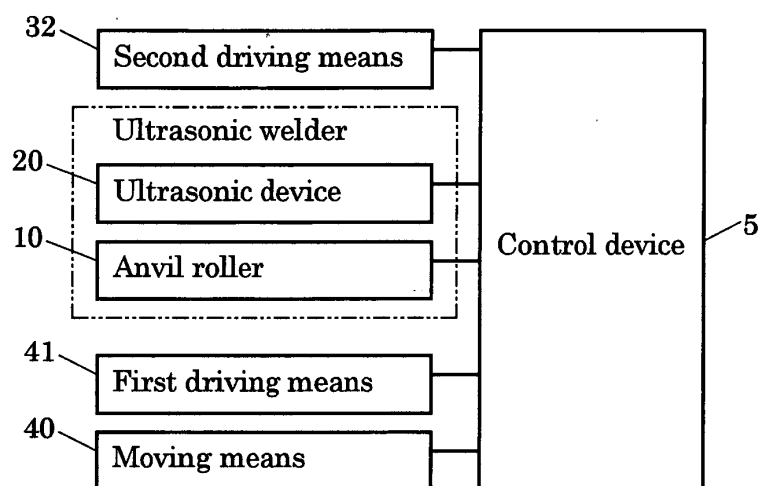 32
Second driving means
Ultrasonic welder
20
Ultrasonic device
10
Anvil roller
Control device
5
41
First driving means
40
Moving means